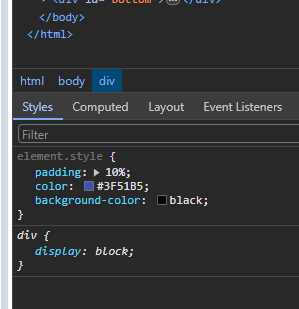 <div id="bottom">…</div>
</body>
</html>
html body div
Styles Computed Layout Event Listeners
Filter
element.style {
padding: 10%;
color: #3F51B5;
background-color: black;
}
div {
display: block;
}